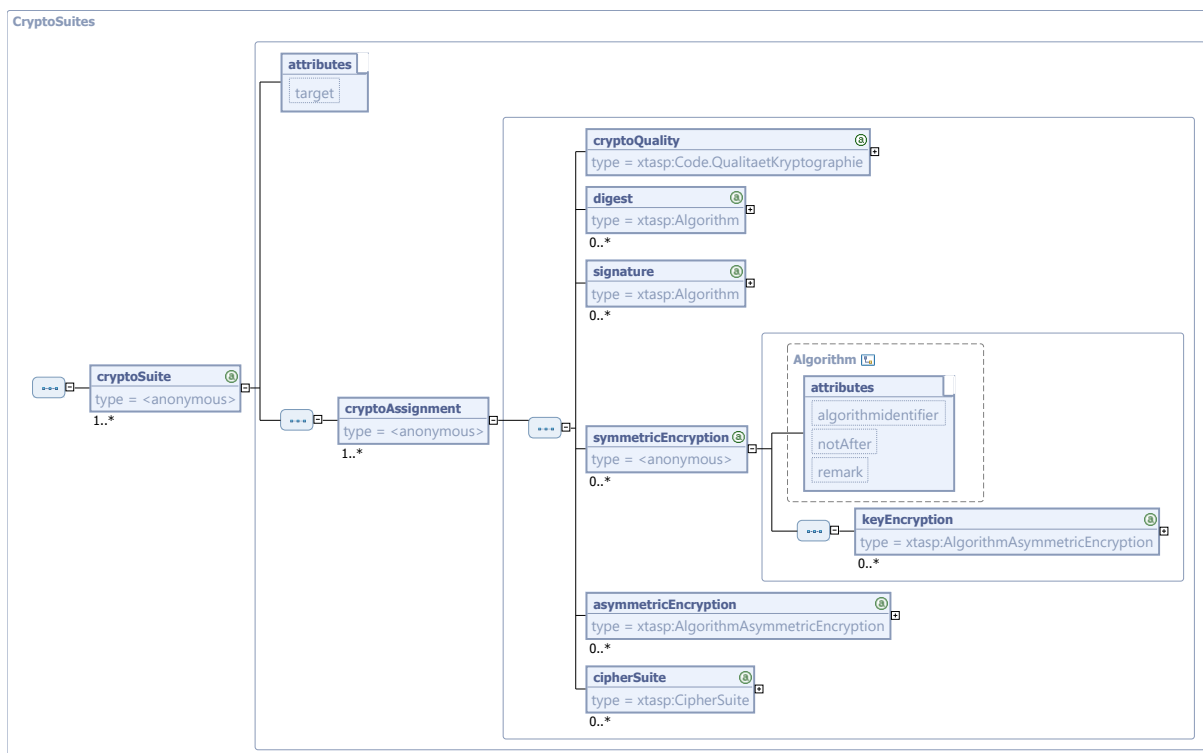 CryptoSuites
attributes
target
cryptoQuality a
type = xtasp:Code.QualitaetKryptographie
digest a
type = xtasp:Algorithm
0..*
signature a
type = xtasp:Algorithm
0..*
Algorithm
attributes
algorithmidentifier
notAfter
remark
cryptoSuite a
type = <anonymous>
1..*
cryptoAssignment
type = <anonymous>
1..*
symmetricEncryption a
type = <anonymous>
0..*
keyEncryption a
type = xtasp:AlgorithmAsymmetricEncryption
0..*
asymmetricEncryption a
type = xtasp:AlgorithmAsymmetricEncryption
0..*
cipherSuite a
type = xtasp:CipherSuite
0..*